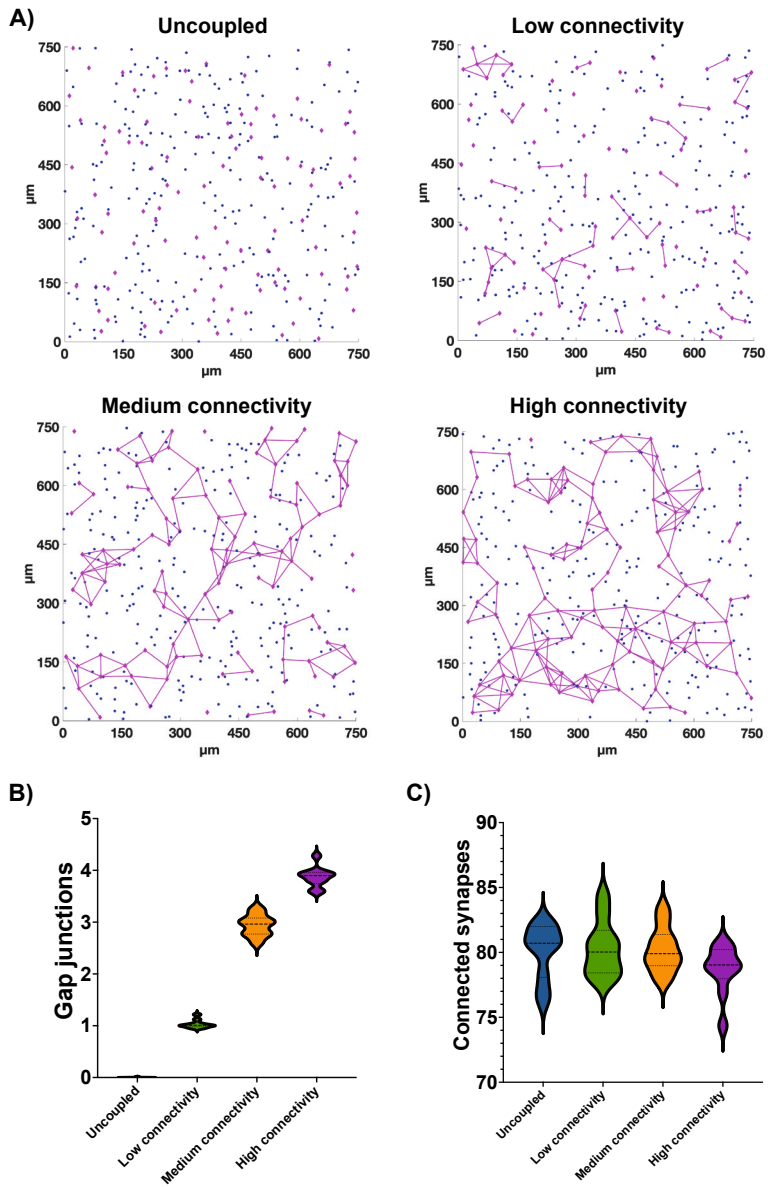 A)
Uncoupled
750
600
450
300
150
0
µm
0 150 300 450 600 750
µm
Low connectivity
750
600
450
300
150
0
µm
0 150 300 450 600 750
µm
Medium connectivity
750
600
450
300
150
0
µm
0 150 300 450 600 750
µm
High connectivity
750
600
450
300
150
0
µm
0 150 300 450 600 750
µm
B)
Gap junctions
5
4
3
2
1
0
Uncoupled
Low connectivity
Medium connectivity
High connectivity
C)
Connected synapses
90
85
80
75
70
Uncoupled
Low connectivity
Medium connectivity
High connectivity